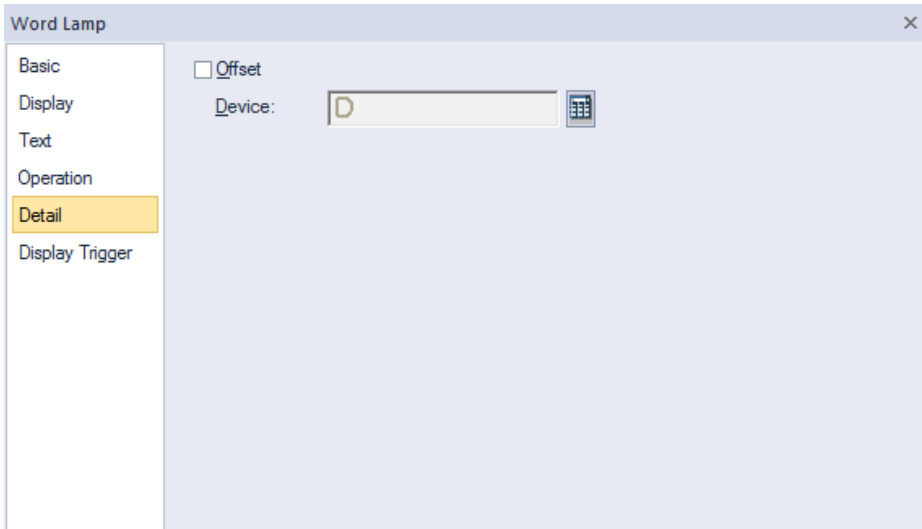 Word Lamp
Basic
Display
Text
Operation
Detail
Display Trigger
Offset
Device:
D